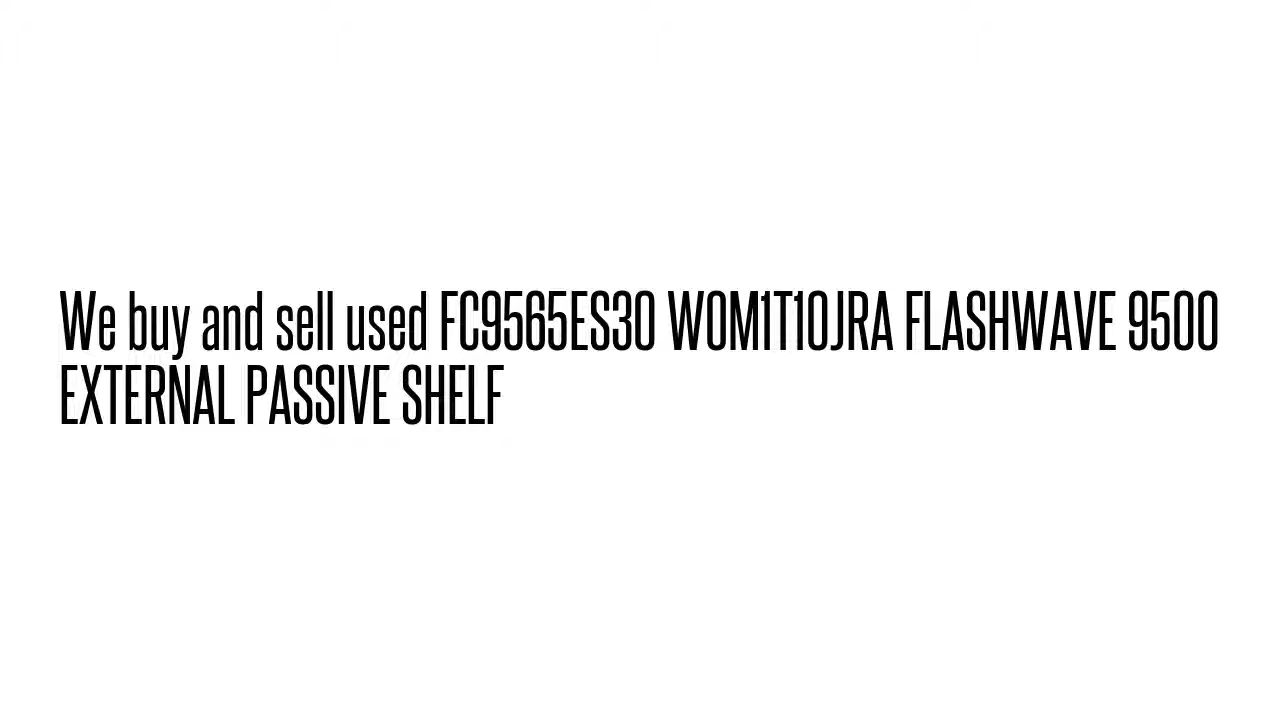 We buy and sell used FC9565ES30 WOM1T10JRA FLASHWAVE 9500
EXTERNAL PASSIVE SHELF